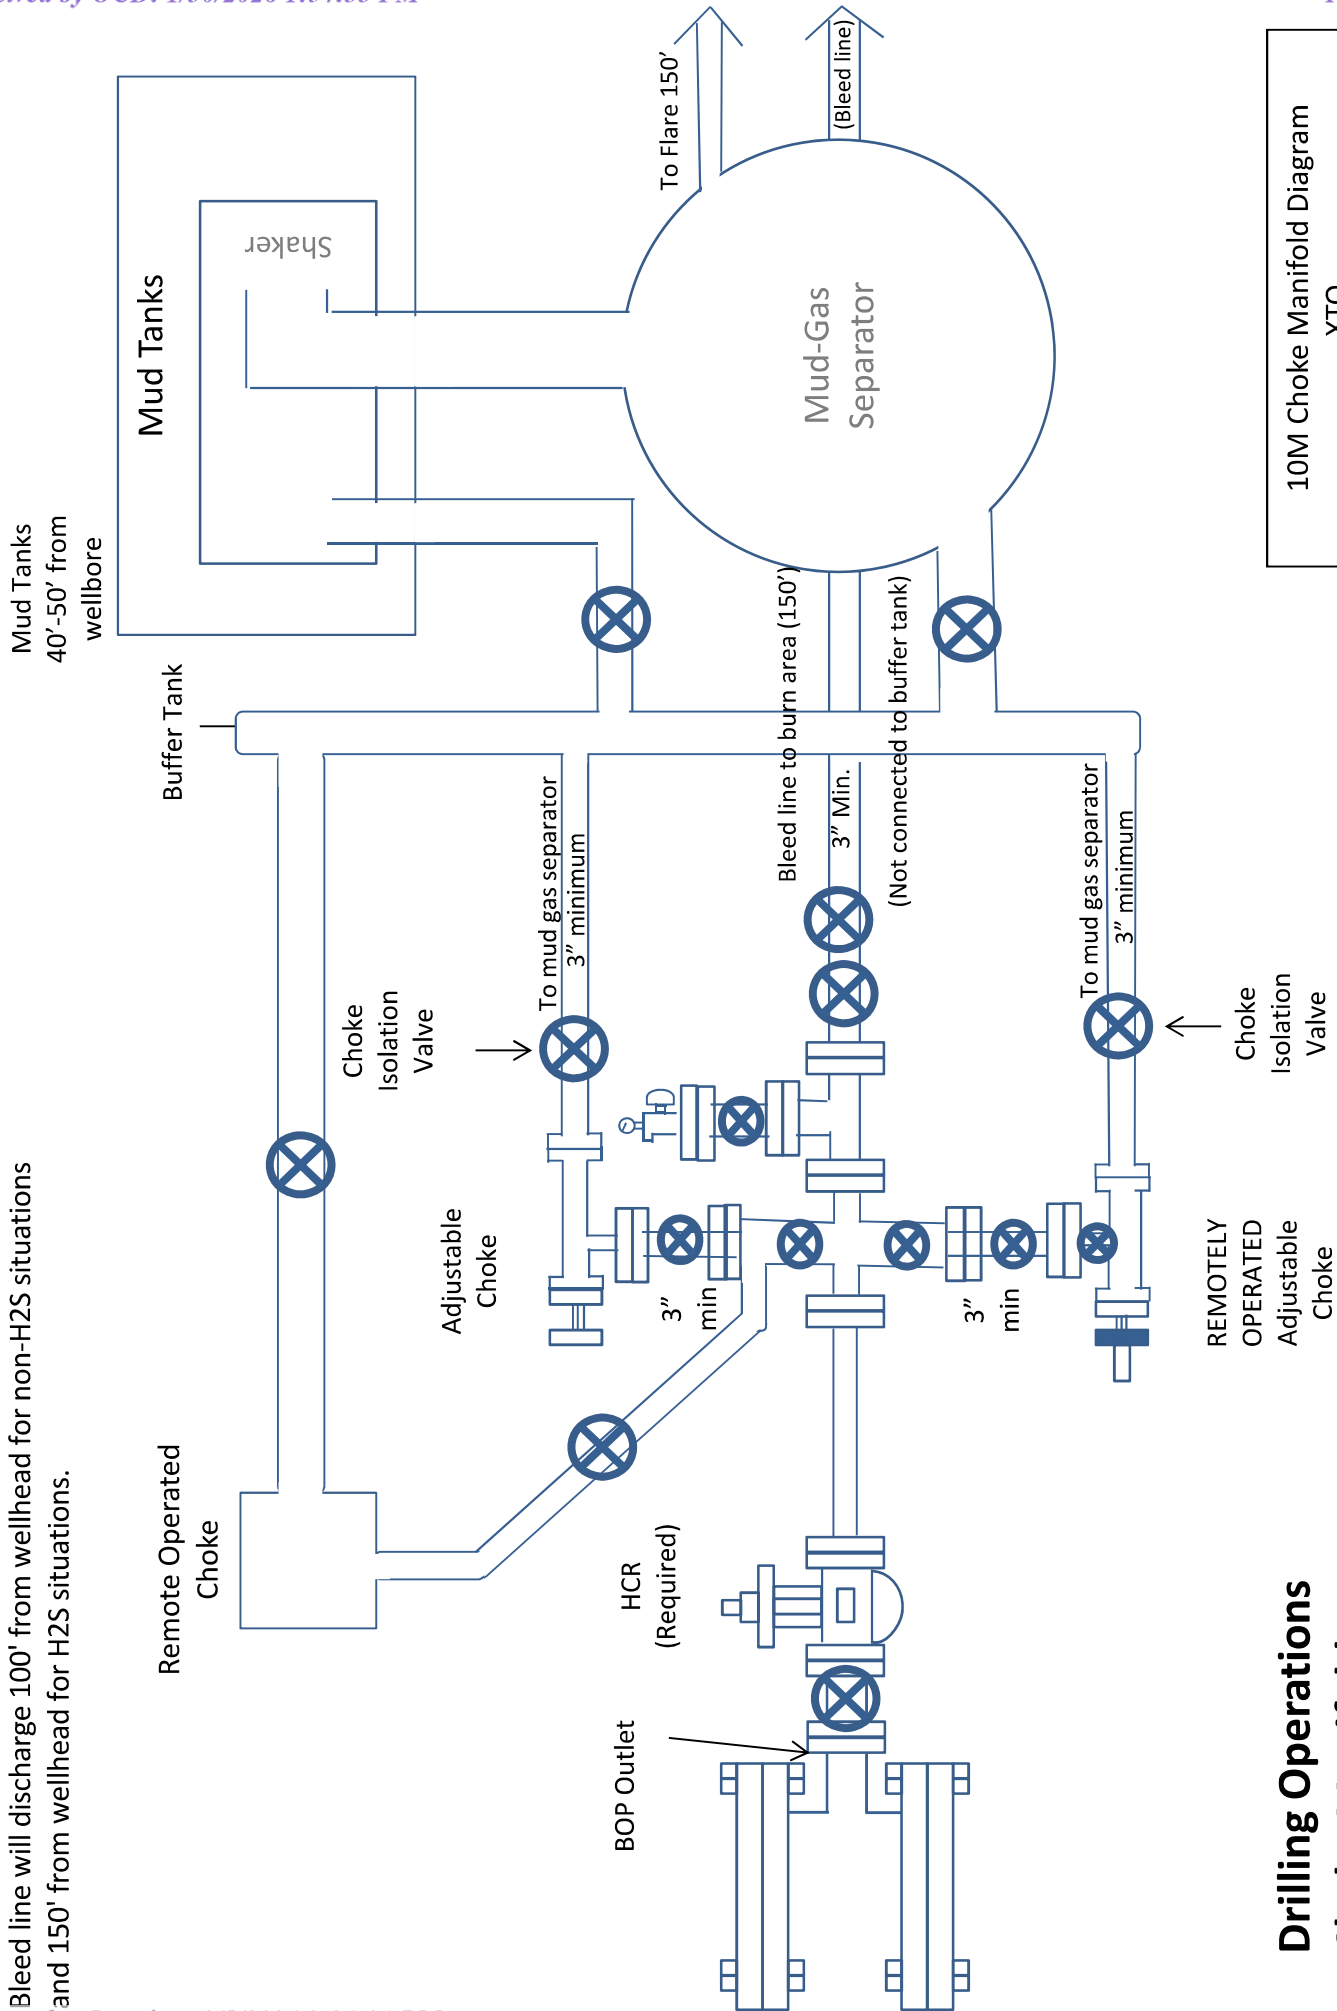 Bleed line will discharge 100' from wellhead for non-H2S situations
and 150' from wellhead for H2S situations.
Mud Tanks
40’-50’ from
wellbore
Mud Tanks
Shaker
Buffer Tank
Remote Operated
Choke
To Flare 150’
(Bleed line)
Mud-Gas
Separator
Choke
Isolation
Valve
To mud gas separator
3” minimum
Adjustable
Choke
3”
min
Bleed line to burn area (150’)
3” Min.
(Not connected to buffer tank)
3”
min
To mud gas separator
3” minimum
Choke
Isolation
Valve
REMOTELY
OPERATED
Adjustable
Choke
HCR
(Required)
BOP Outlet
10M Choke Manifold Diagram
XTO
Drilling Operations